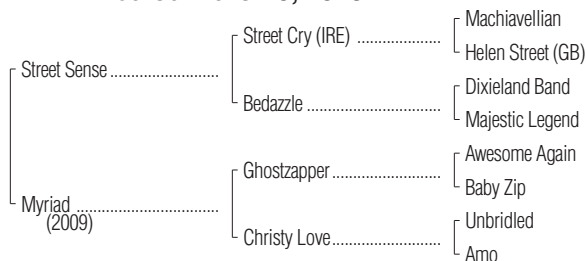 Machiavellian
Street Cry (IRE)
Helen Street (GB)
Street Sense
Dixieland Band
Bedazzle
Majestic Legend
Awesome Again
Ghostzapper
Baby Zip
Myriad
(2009)
Unbridled
Christy Love
Amo